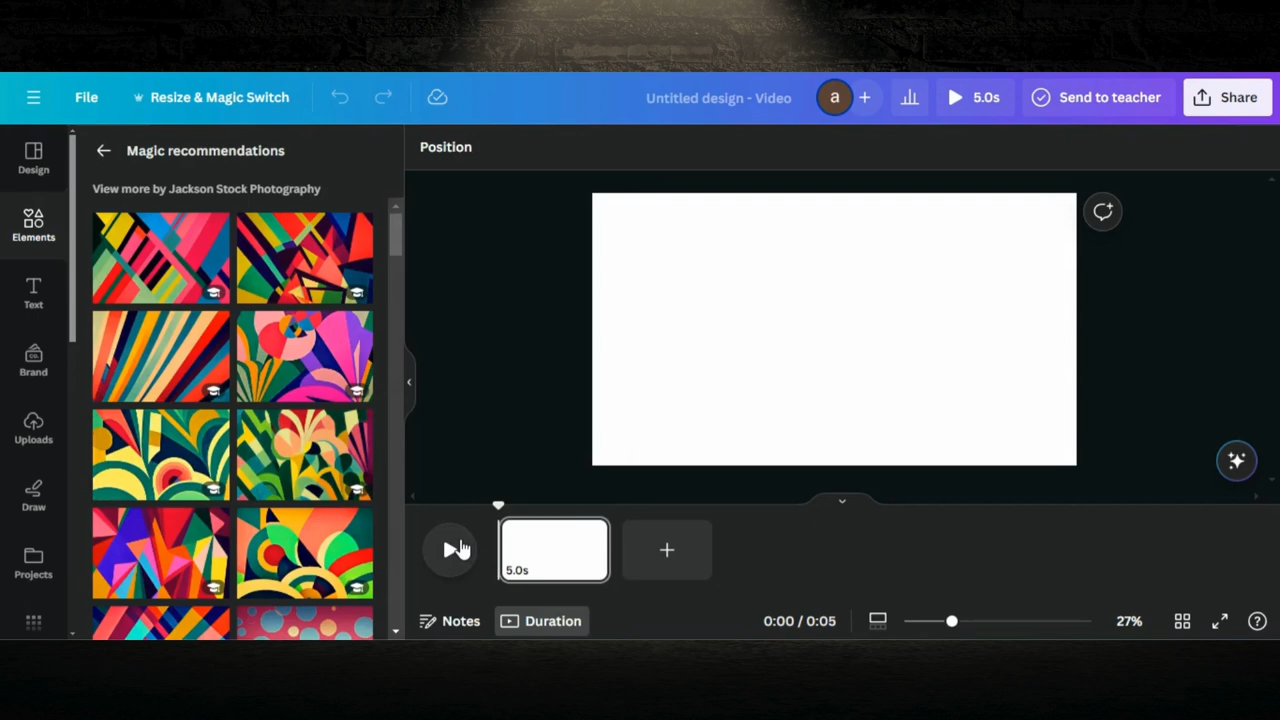 File
Resize & Magic Switch
Untitled design - Video
a
+
5.0s
Send to teacher
Share
Design
Elements
Text
Brand
Uploads
Draw
Projects
Magic recommendations
View more by Jackson Stock Photography
Position
5.0s
+
Notes
Duration
0:00 / 0:05
27%
?